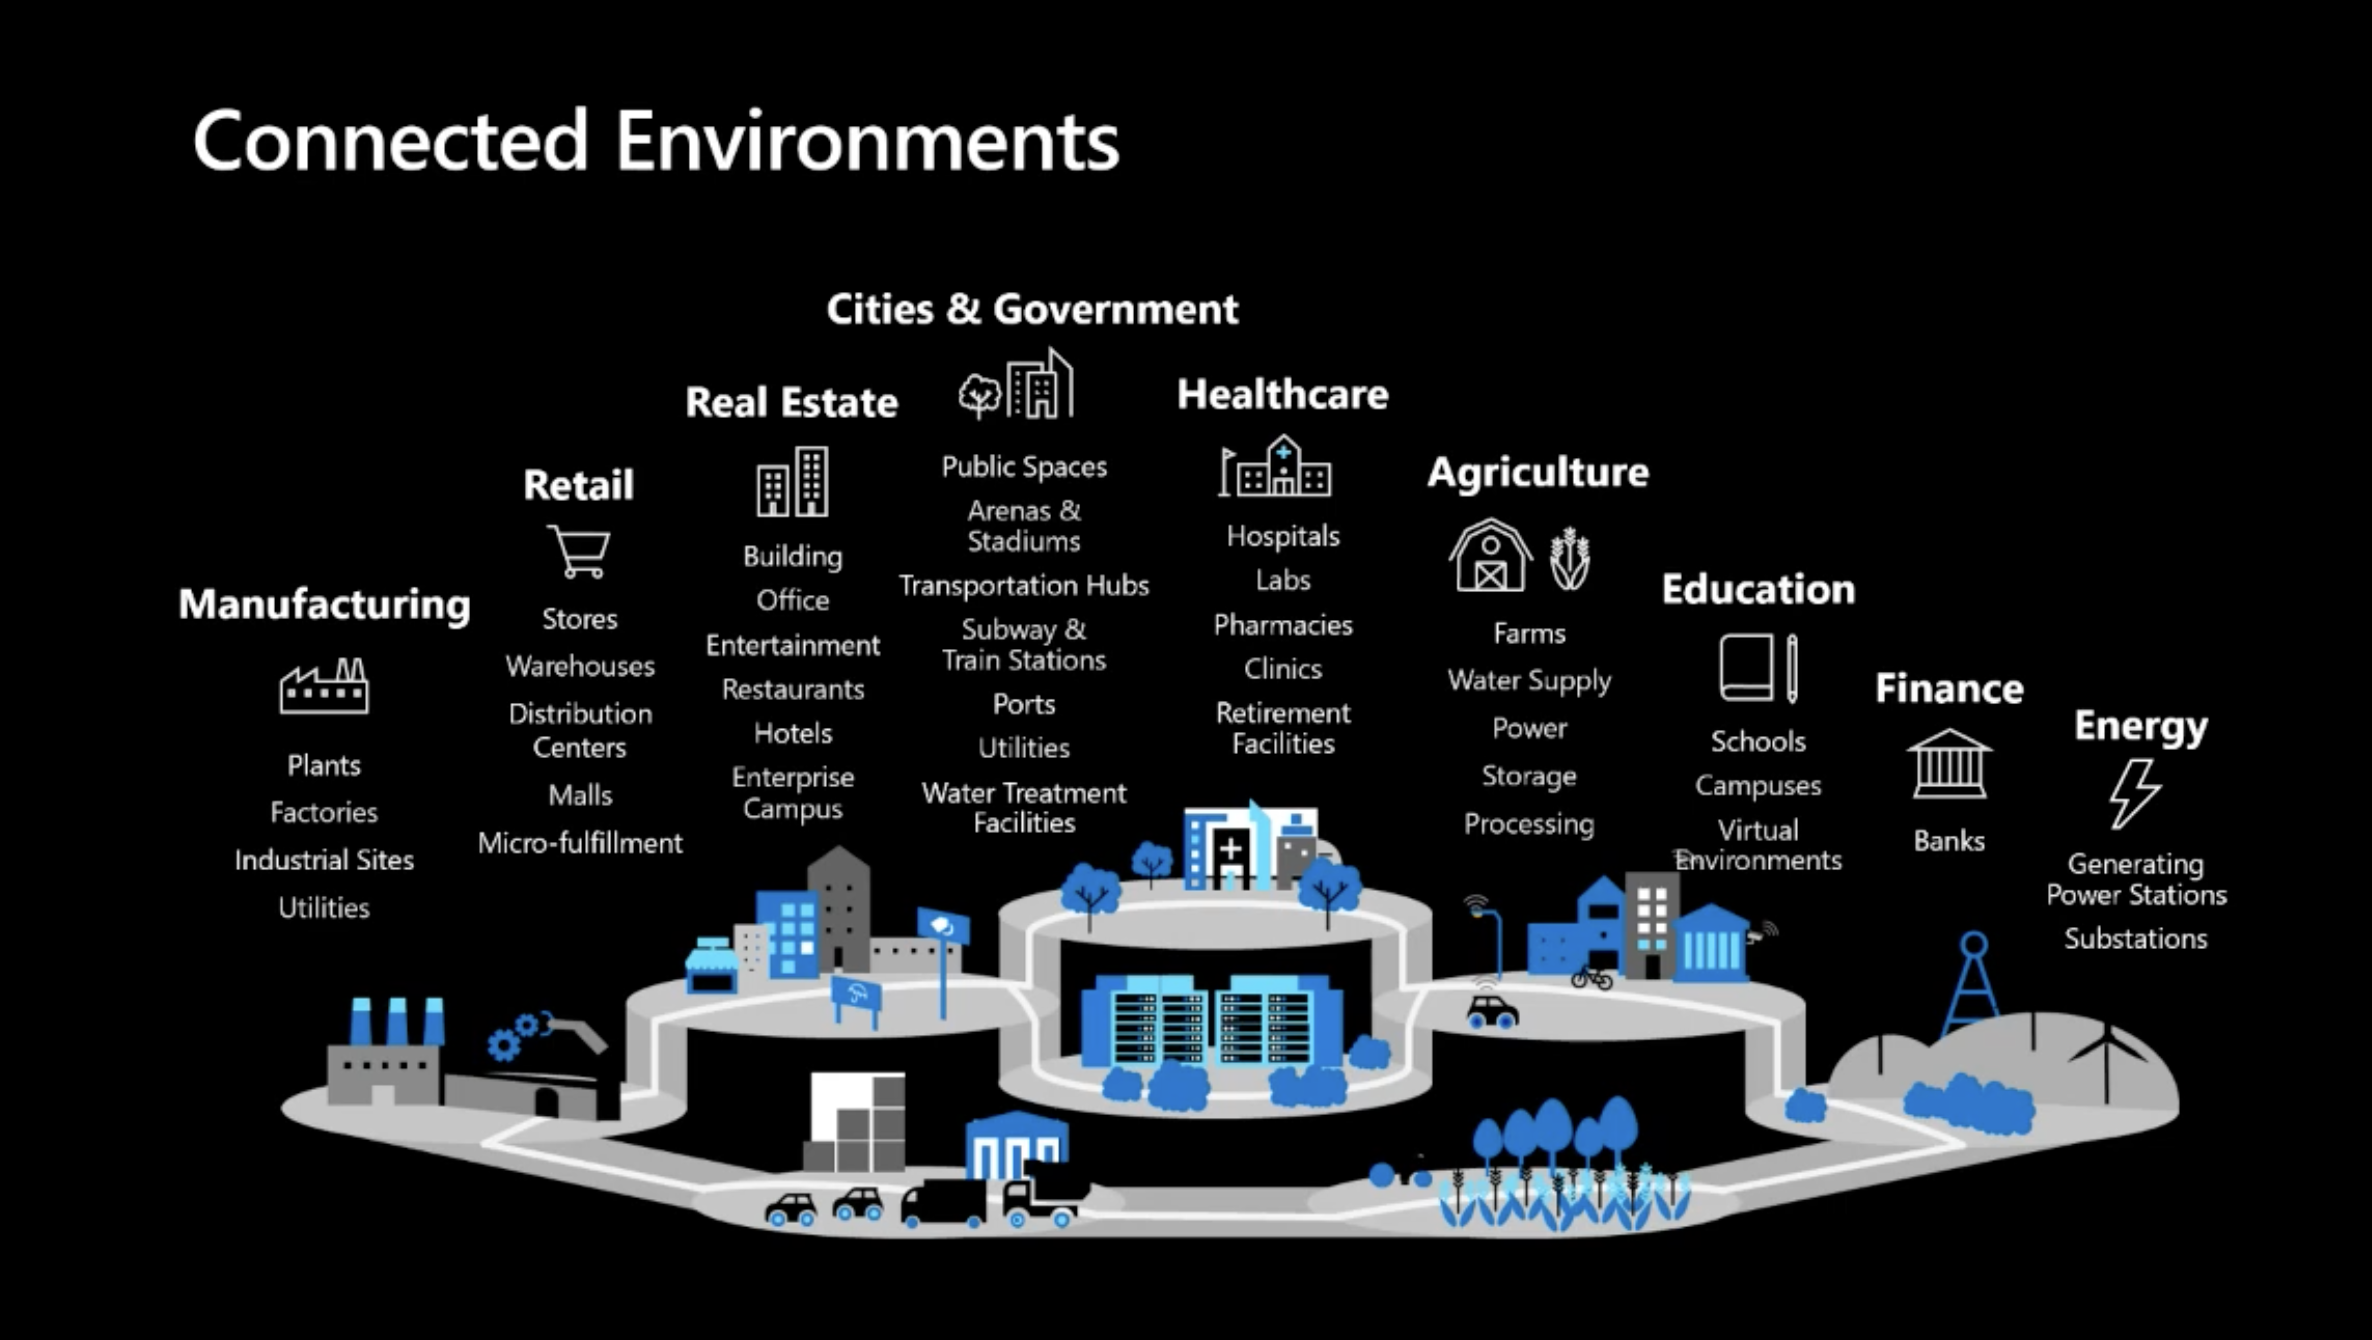 Connected Environments
Manufacturing
Plants
Factories
Industrial Sites
Utilities
Retail
Stores
Warehouses
Distribution
Centers
Malls
Micro-fulfillment
Real Estate
Building
Office
Entertainment
Restaurants
Hotels
Enterprise
Campus
Cities & Government
Public Spaces
Arenas &
Stadiums
Transportation Hubs
Subway &
Train Stations
Ports
Utilities
Water Treatment
Facilities
Healthcare
Hospitals
Labs
Pharmacies
Clinics
Retirement
Facilities
Agriculture
Farms
Water Supply
Power
Storage
Processing
Education
Schools
Campuses
Virtual
Environments
Finance
Banks
Energy
Generating
Power Stations
Substations